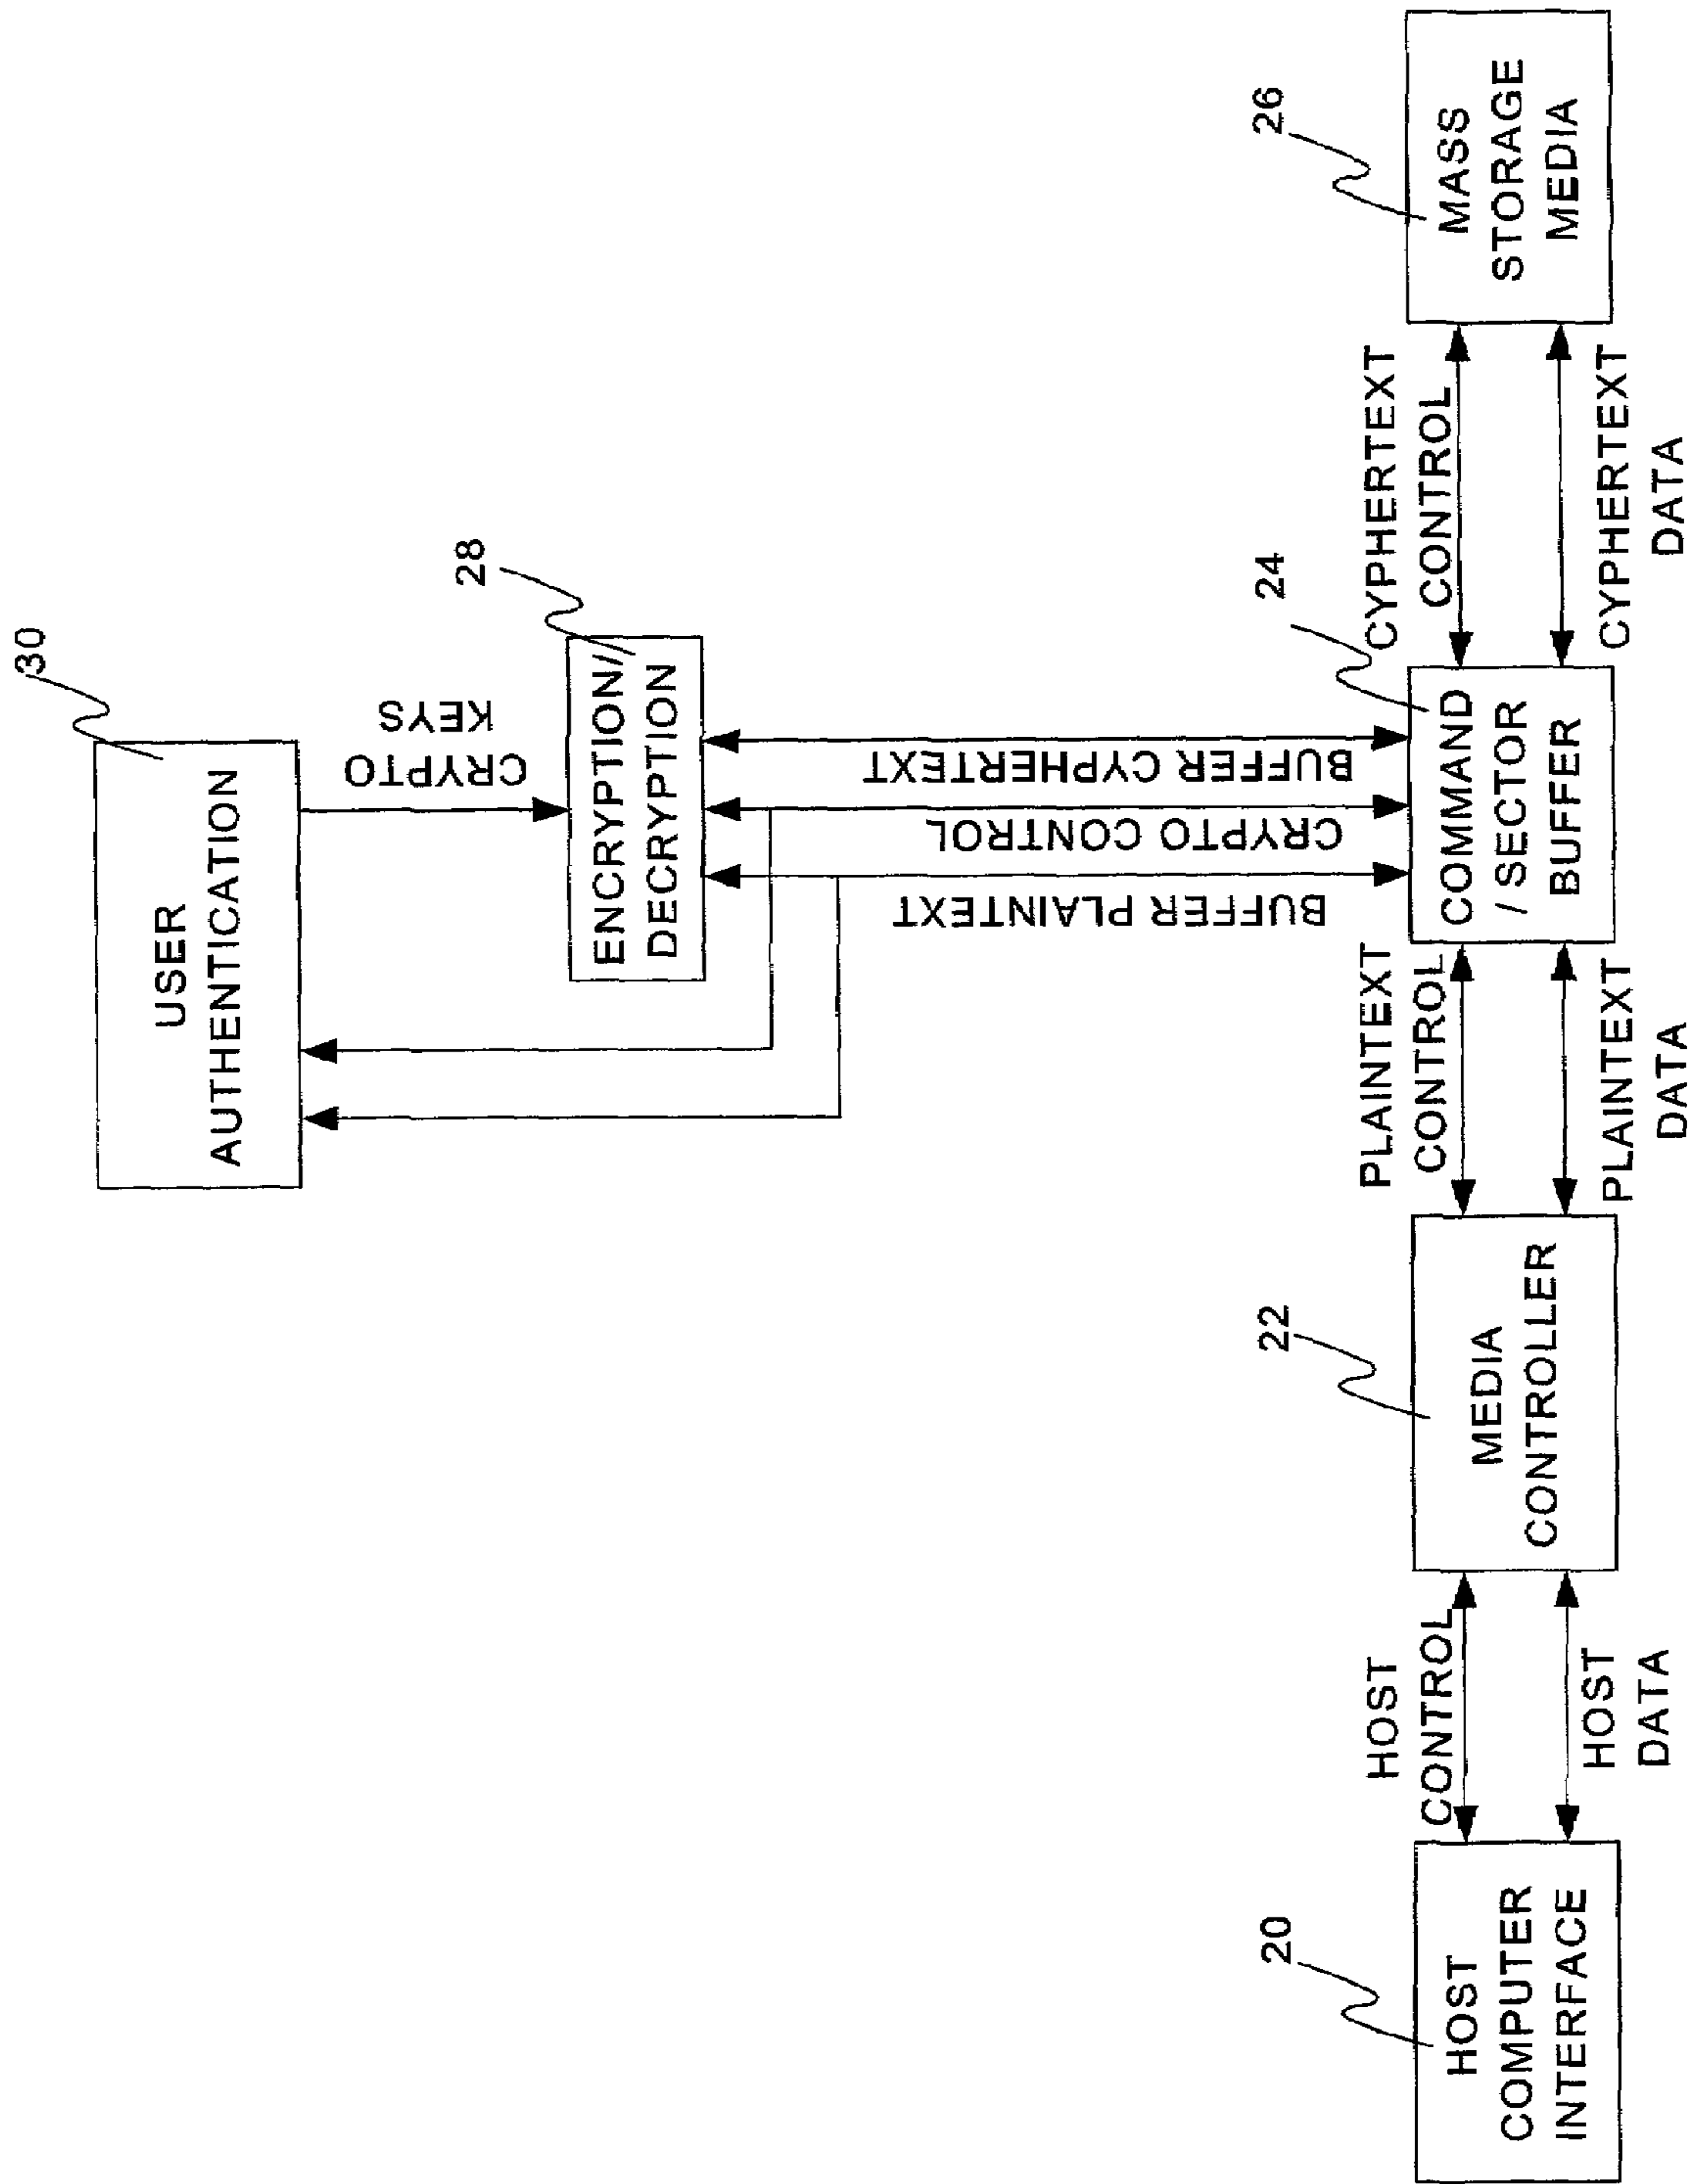 30
USER
AUTHENTICATION
CRYPTO
KEYS
28
ENCRYPTION/
DECRYPTION
BUFFER PLAINTEXT
CRYPTO CONTROL
BUFFER CYPHERTEXT
20
HOST
COMPUTER
INTERFACE
HOST
CONTROL
HOST
DATA
22
MEDIA
CONTROLLER
PLAINTEXT
CONTROL
PLAINTEXT
DATA
24
COMMAND
/ SECTOR
BUFFER
CYPHERTEXT
CONTROL
CYPHERTEXT
DATA
26
MASS
STORAGE
MEDIA